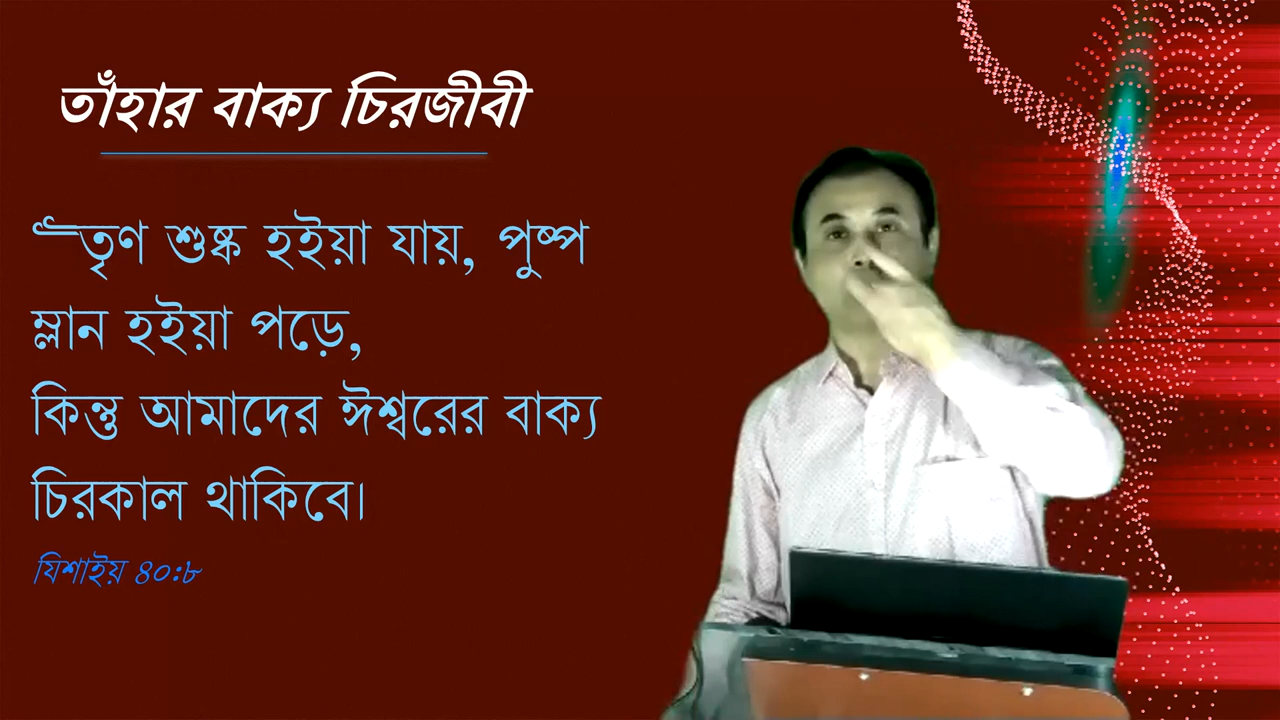 তাঁহার বাক্য চিরজীবী
তৃণ শুষ্ক হইয়া যায়, পুষ্প
ম্লান হইয়া পড়ে,
কিন্তু আমাদের ঈশ্বরের বাক্য
চিরকাল থাকিবে।
যিশাইয় ৪০:৮